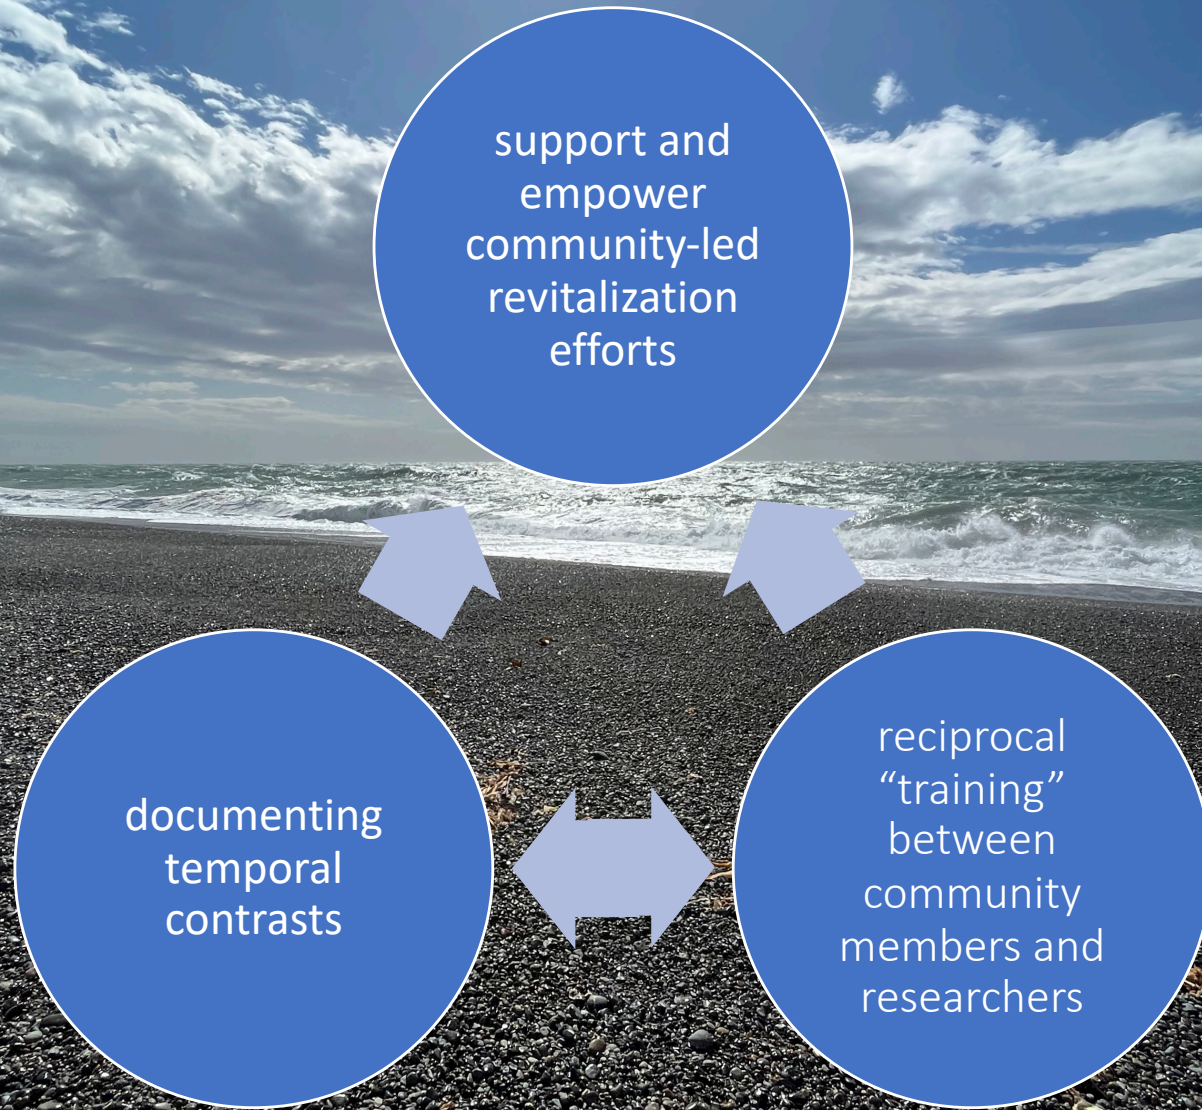 support and
empower
community-led
revitalization
efforts
documenting
temporal
contrasts
reciprocal
“training”
between
community
members and
researchers